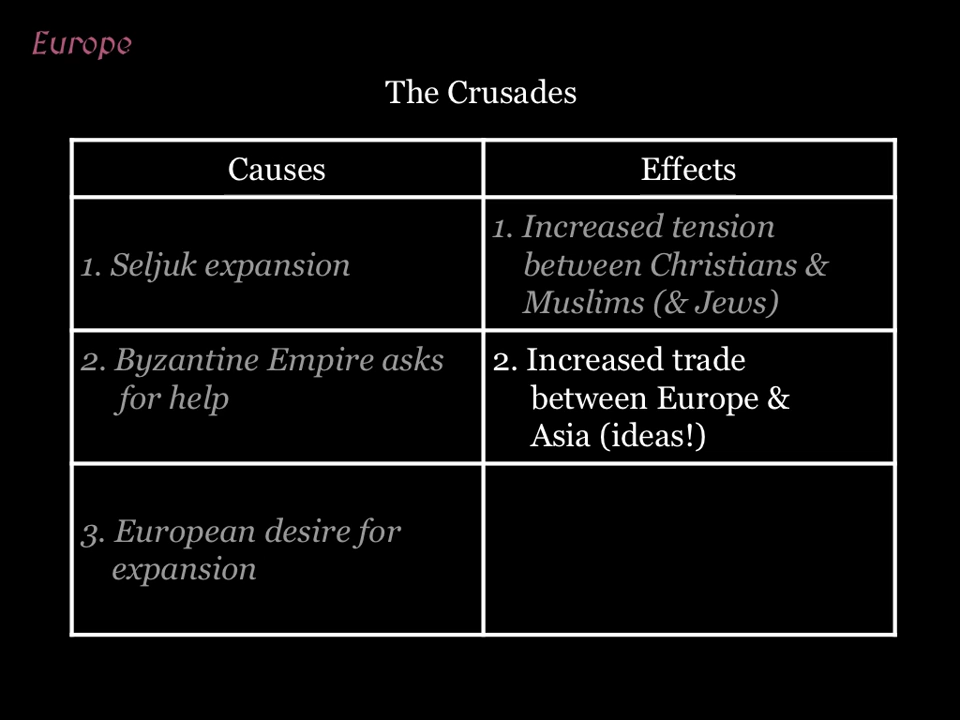 Europe
The Crusades
Causes
Effects
1. Seljuk expansion
1. Increased tension
between Christians &
Muslims (& Jews)
2. Byzantine Empire asks
for help
2. Increased trade
between Europe &
Asia (ideas!)
3. European desire for
expansion